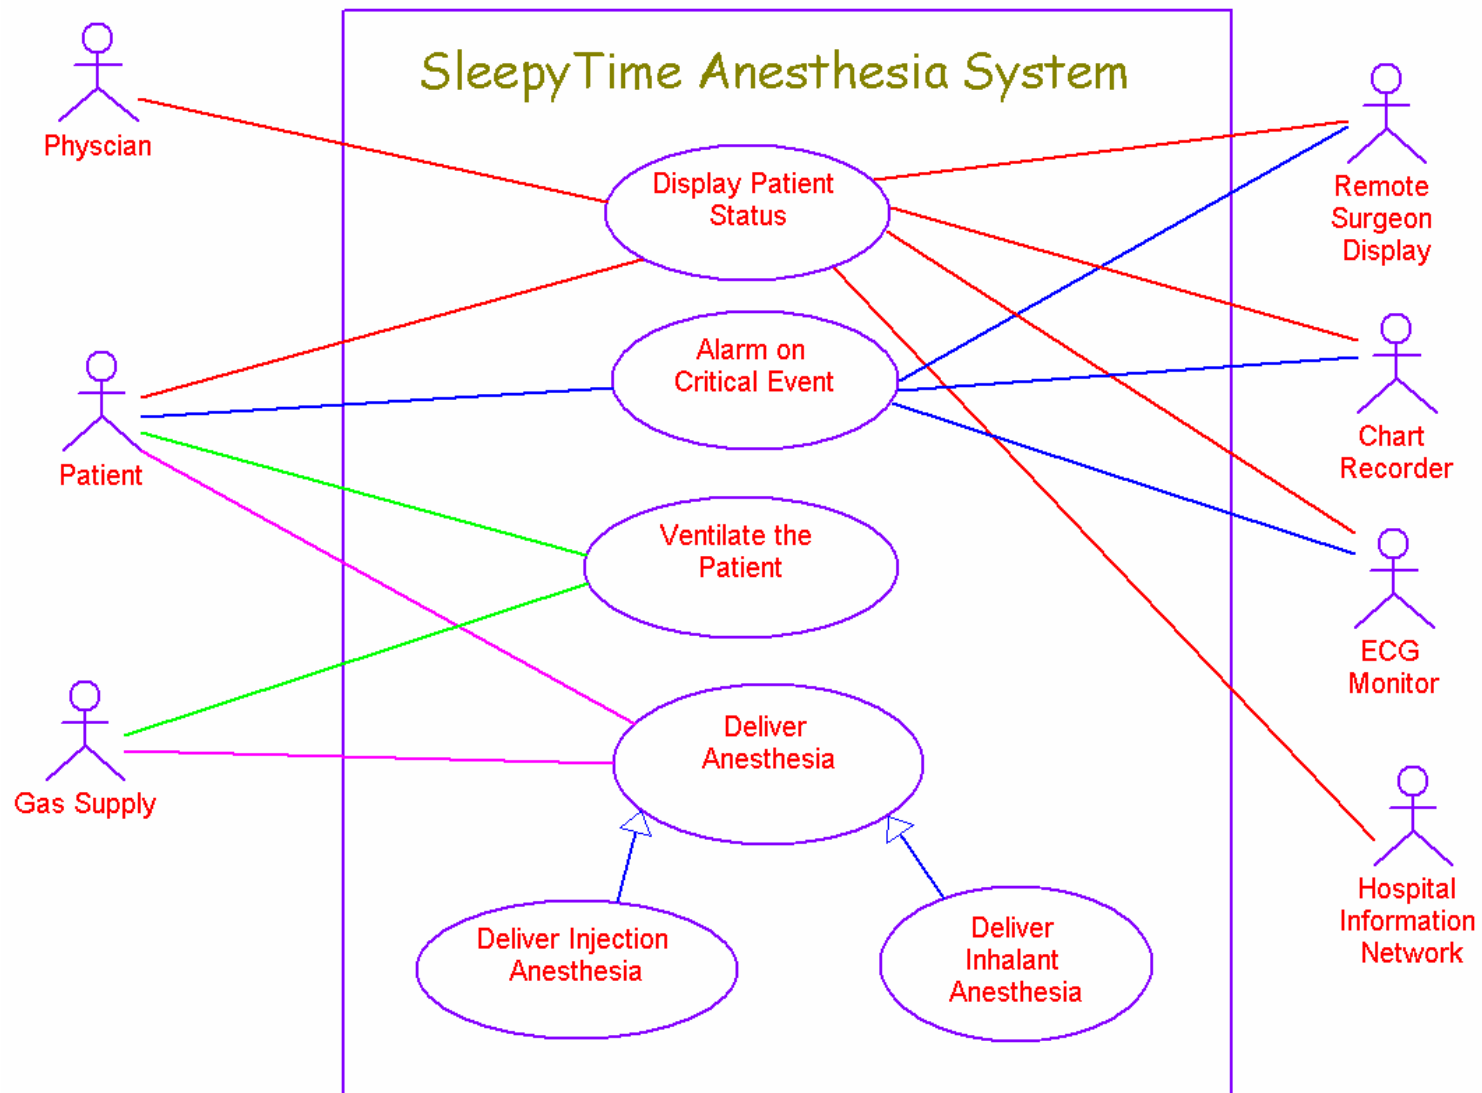 SleepyTime Anesthesia System
Physcian
Display Patient
Status
Remote
Surgeon
Display
Alarm on
Critical Event
Patient
Chart
Recorder
Ventilate the
Patient
ECG
Monitor
Deliver
Anesthesia
Gas Supply
Deliver Injection
Anesthesia
Deliver
Inhalant
Anesthesia
Hospital
Information
Network